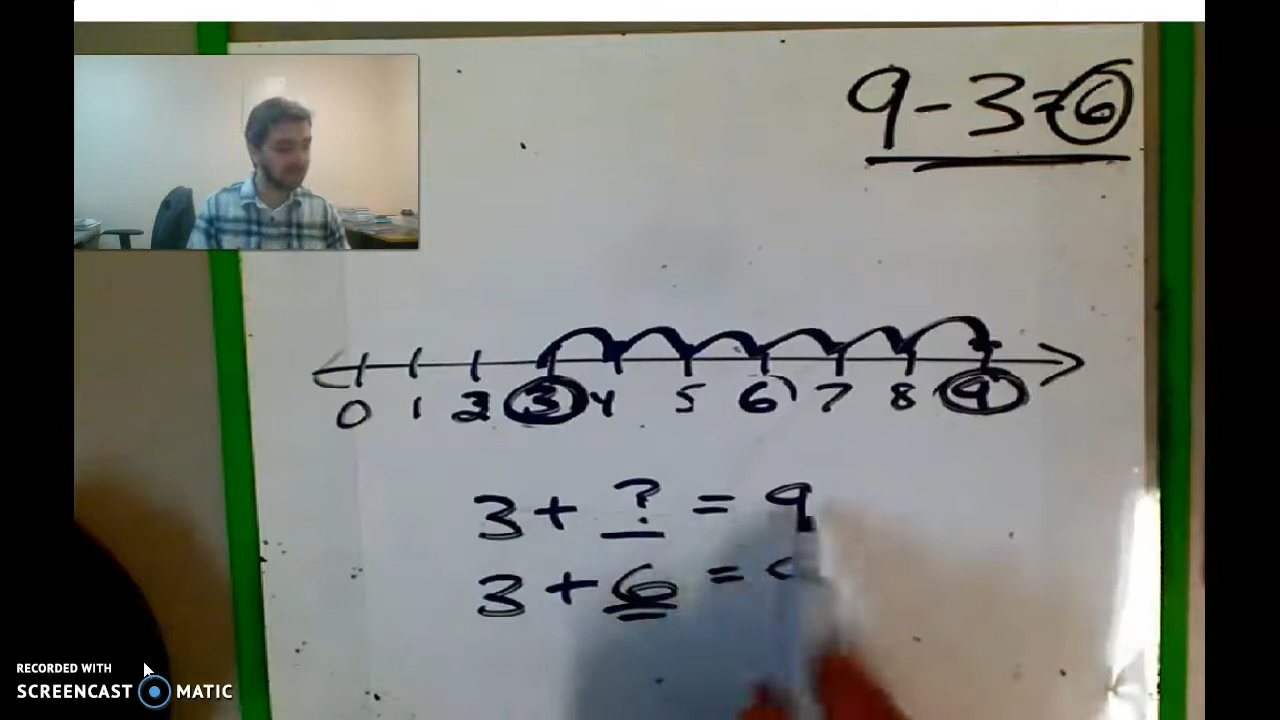 9 - 3 = 6
0 1 2 3 4 5 6 7 8 9
3 + ? = 9
3 + 6 =
RECORDED WITH
SCREENCAST MATIC